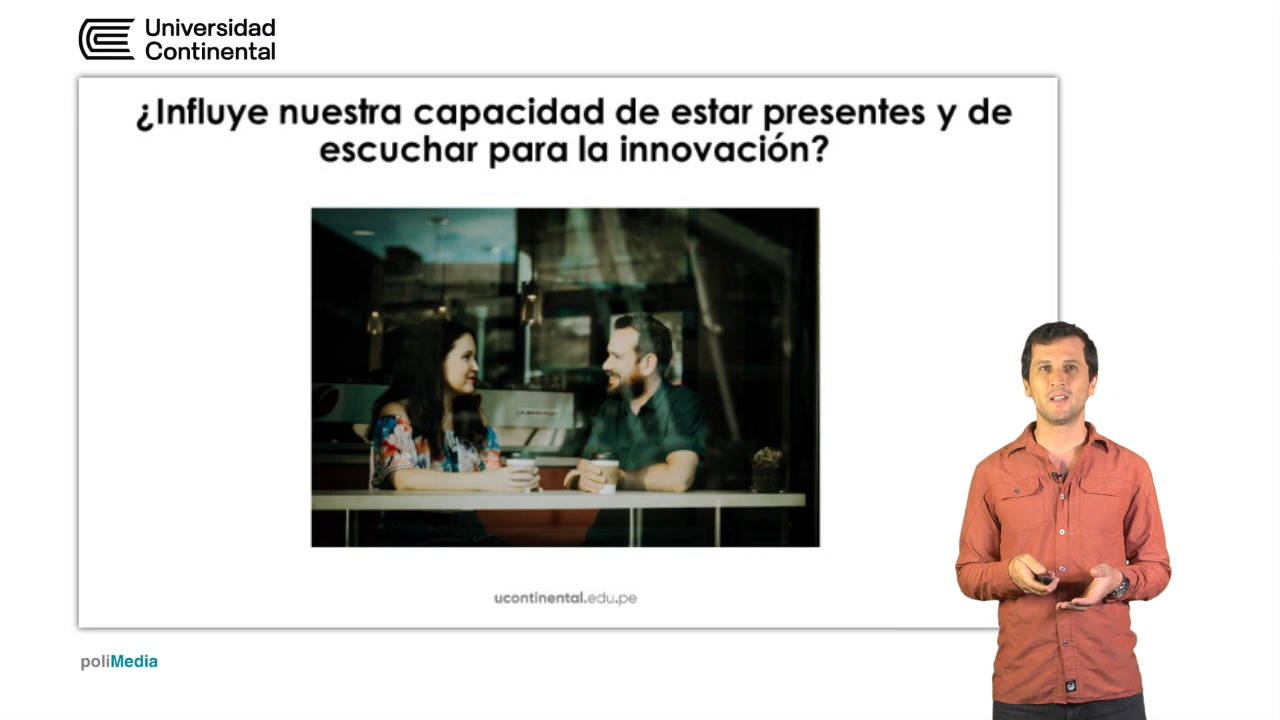 Universidad
Continental
¿Influye nuestra capacidad de estar presentes y de
escuchar para la innovación?
ucontinental.edu.pe
poliMedia